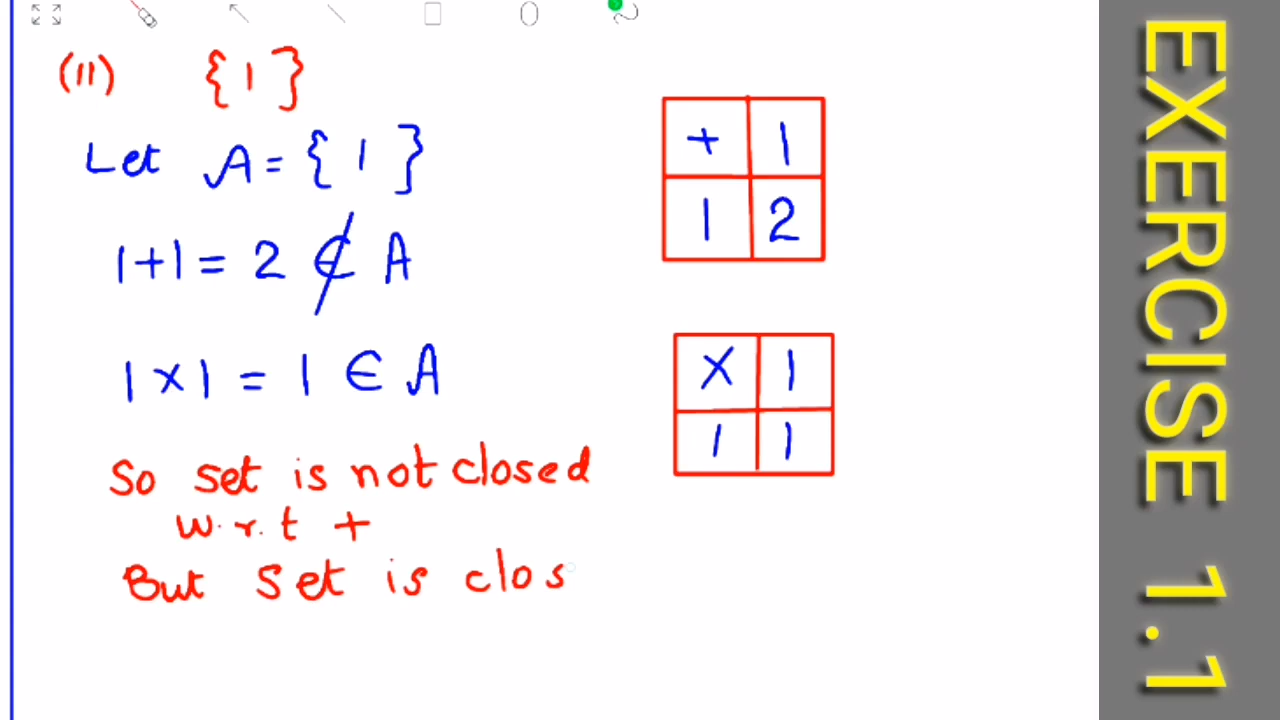 (II) {1}
Let A = {1}
1+1 = 2 ∉ A
1×1 = 1 ∈ A
So set is not closed
w.r.t +
But set is clos
+ 1
1 2
× 1
1 1
EXERCISE 1.1